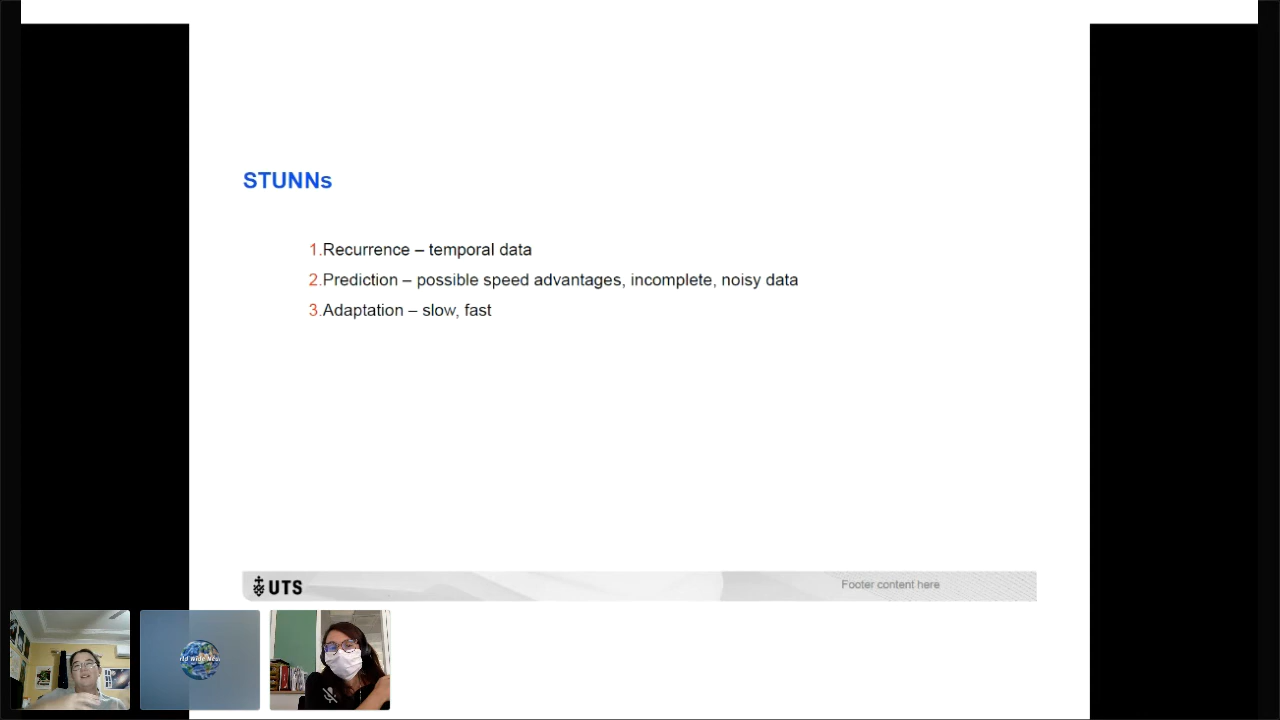 STUNNs
1.Recurrence – temporal data
2.Prediction – possible speed advantages, incomplete, noisy data
3.Adaptation – slow, fast
UTS
Footer content here